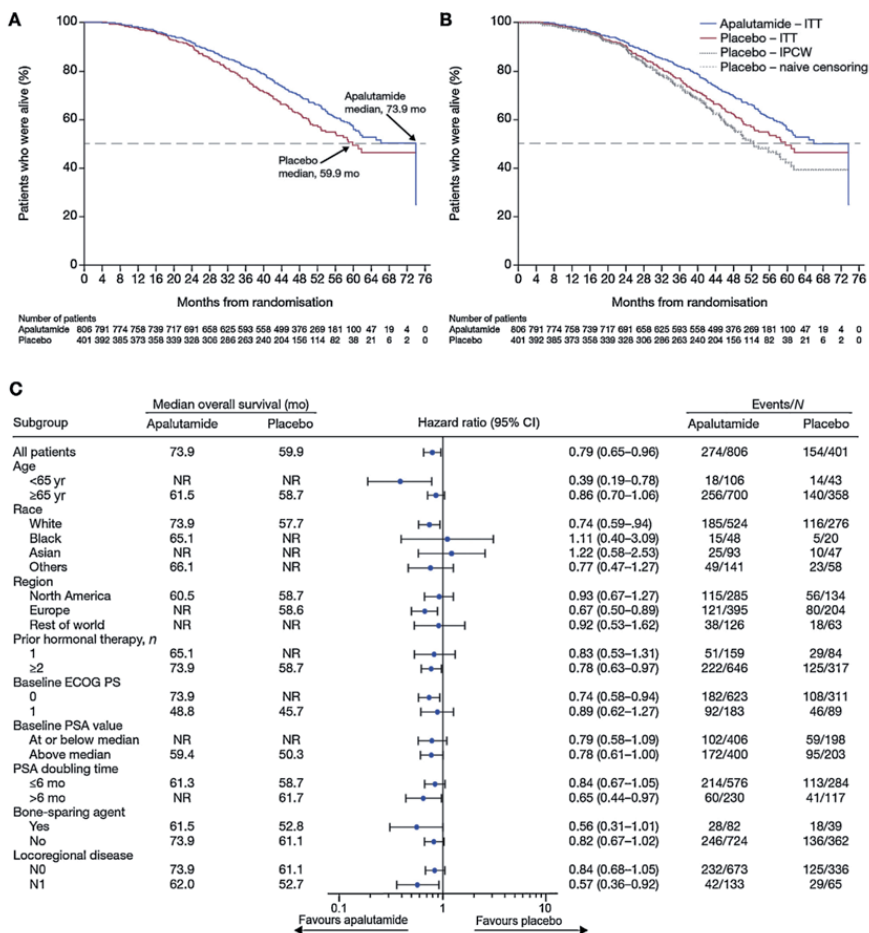 A
100
80
60
40
20
0
Patients who were alive (%)
Apalutamide
median, 73.9 mo
Placebo
median, 59.9 mo
0 4 8 12 16 20 24 28 32 36 40 44 48 52 56 60 64 68 72 76
Months from randomisation
Number of patients
Apalutamide 806 791 774 758 739 717 691 658 625 593 558 499 376 269 181 100 47 19 4 0
Placebo 401 392 385 373 358 339 328 306 286 263 240 204 156 114 82 38 21 6 2 0
B
100
80
60
40
20
0
Patients who were alive (%)
Apalutamide – ITT
Placebo – ITT
Placebo – IPCW
Placebo – naive censoring
0 4 8 12 16 20 24 28 32 36 40 44 48 52 56 60 64 68 72 76
Months from randomisation
Number of patients
Apalutamide 806 791 774 758 739 717 691 658 625 593 558 499 376 269 181 100 47 19 4 0
Placebo 401 392 385 373 358 339 328 306 286 263 240 204 156 114 82 38 21 6 2 0
C
Median overall survival (mo) Events/N
Subgroup Apalutamide Placebo Hazard ratio (95% CI) Apalutamide Placebo
All patients 73.9 59.9 0.79 (0.65–0.96) 274/806 154/401
Age
<65 yr NR NR 0.39 (0.19–0.78) 18/106 14/43
≥65 yr 61.5 58.7 0.86 (0.70–1.06) 256/700 140/358
Race
White 73.9 57.7 0.74 (0.59–.94) 185/524 116/276
Black 65.1 NR 1.11 (0.40–3.09) 15/48 5/20
Asian NR NR 1.22 (0.58–2.53) 25/93 10/47
Others 66.1 NR 0.77 (0.47–1.27) 49/141 23/58
Region
North America 60.5 58.7 0.93 (0.67–1.27) 115/285 56/134
Europe NR 58.6 0.67 (0.50–0.89) 121/395 80/204
Rest of world NR NR 0.92 (0.53–1.62) 38/126 18/63
Prior hormonal therapy, n
1 65.1 NR 0.83 (0.53–1.31) 51/159 29/84
≥2 73.9 58.7 0.78 (0.63–0.97) 222/646 125/317
Baseline ECOG PS
0 73.9 NR 0.74 (0.58–0.94) 182/623 108/311
1 48.8 45.7 0.89 (0.62–1.27) 92/183 46/89
Baseline PSA value
At or below median NR NR 0.79 (0.58–1.09) 102/406 59/198
Above median 59.4 50.3 0.78 (0.61–1.00) 172/400 95/203
PSA doubling time
≤6 mo 61.3 58.7 0.84 (0.67–1.05) 214/576 113/284
>6 mo NR 61.7 0.65 (0.44–0.97) 60/230 41/117
Bone-sparing agent
Yes 61.5 52.8 0.56 (0.31–1.01) 28/82 18/39
No 73.9 61.1 0.82 (0.67–1.02) 246/724 136/362
Locoregional disease
N0 73.9 61.1 0.84 (0.68–1.05) 232/673 125/336
N1 62.0 52.7 0.57 (0.36–0.92) 42/133 29/65
0.1 1 10
Favours apalutamide Favours placebo